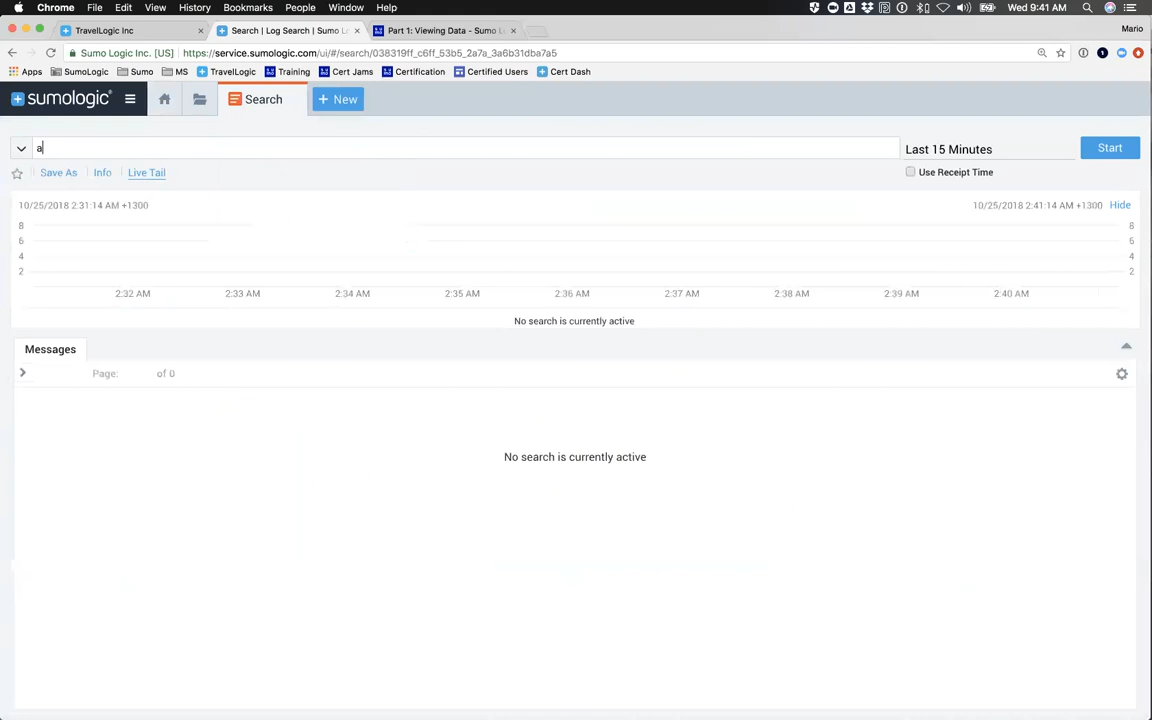 Chrome File Edit View History Bookmarks People Window Help Wed 9:41 AM
TravelLogic Inc Search | Log Search | Sumo L Part 1: Viewing Data - Sumo L Mario
Sumo Logic Inc. [US] https://service.sumologic.com/ui/#/search/038319ff_c6ff_53b5_2a7a_3a6b31dba7a5
Apps SumoLogic Sumo MS TravelLogic Training Cert Jams Certification Certified Users Cert Dash
sumologic Search + New
a Last 15 Minutes Start
Save As Info Live Tail Use Receipt Time
10/25/2018 2:31:14 AM +1300 10/25/2018 2:41:14 AM +1300 Hide
8 8
6 6
4 4
2 2
2:32 AM 2:33 AM 2:34 AM 2:35 AM 2:36 AM 2:37 AM 2:38 AM 2:39 AM 2:40 AM
No search is currently active
Messages
Page: of 0
No search is currently active